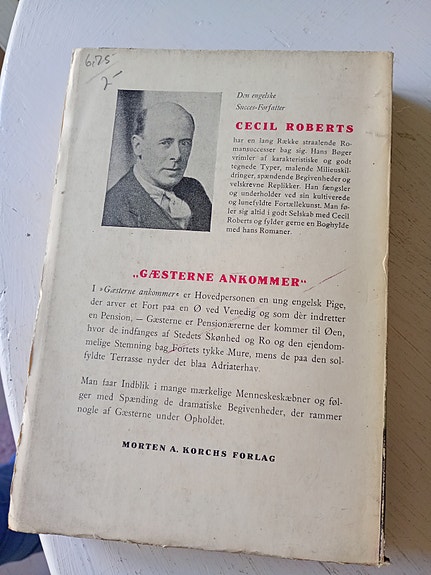 6.75
2-
Den engelske
Succes-Forfatter
CECIL ROBERTS
har en lang Række straalende Ro-
mansuccesser bag sig. Hans Bøger
vrimler af karakteristiske og godt
tegnede Typer, malende Milieuskil-
dringer, spændende Begivenheder og
velskrevne Replikker. Han fængsler
og underholder ved sin kultiverede
og lunefyldte Fortællekunst. Man fø-
ler sig altid i godt Selskab med Cecil
Roberts og fylder gerne en Boghylde
med hans Romaner.
„GÆSTERNE ANKOMMER“
I »Gæsterne ankommer« er Hovedpersonen en ung engelsk Pige,
der arver et Fort paa en Ø ved Venedig og som dèr indretter
en Pension, — Gæsterne er Pensionærerne der kommer til Øen,
hvor de indfanges af Stedets Skønhed og Ro og den ejendom-
melige Stemning bag Fortets tykke Mure, mens de paa den sol-
fyldte Terrasse nyder det blaa Adriaterhav.
Man faar Indblik i mange mærkelige Menneskeskæbner og føl-
ger med Spænding de dramatiske Begivenheder, der rammer
nogle af Gæsterne under Opholdet.
MORTEN A. KORCHS FORLAG